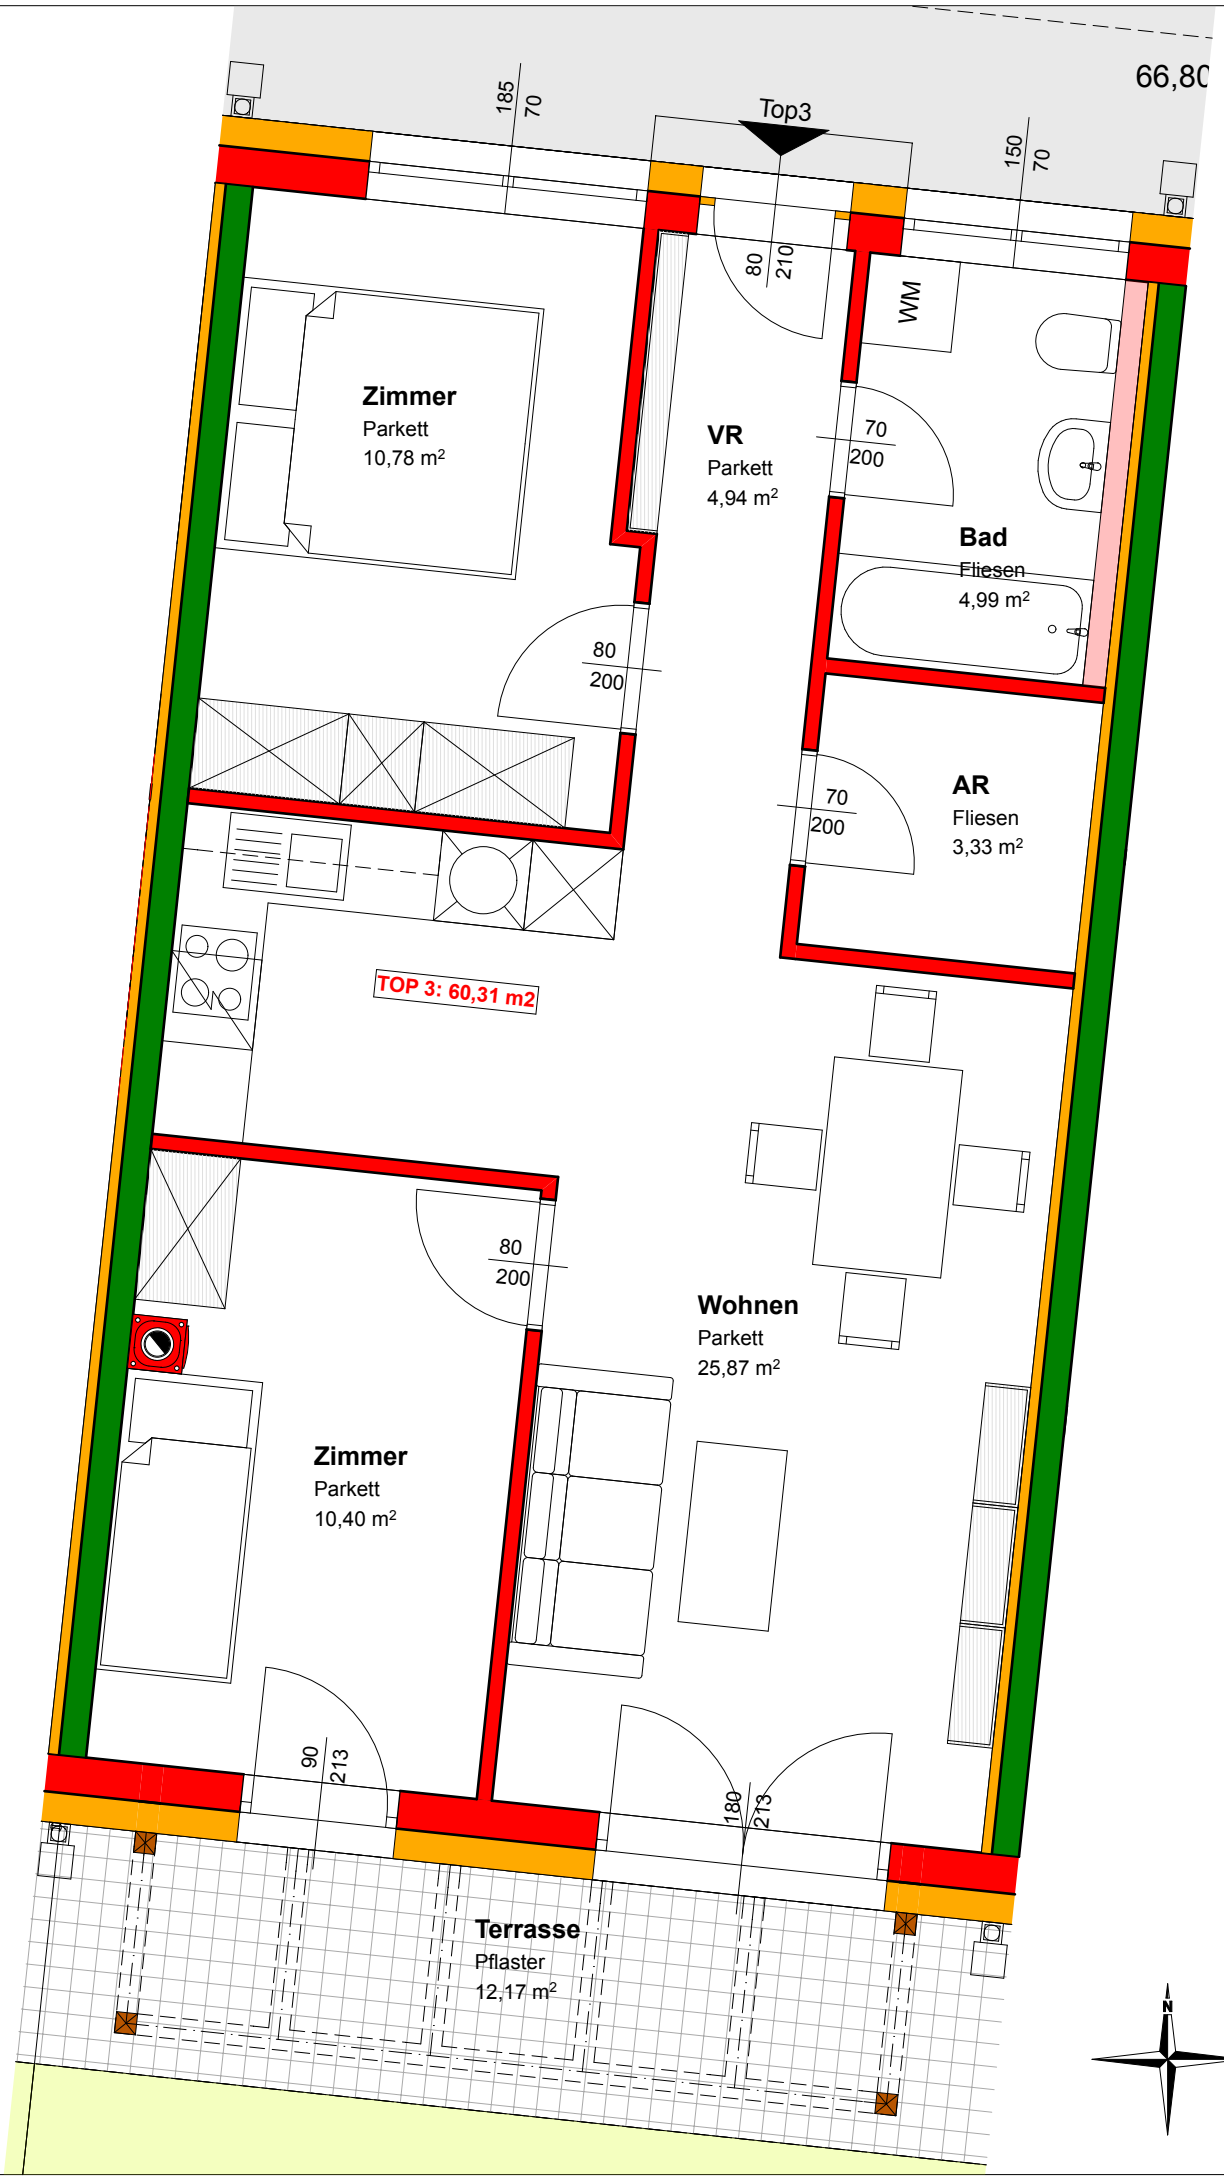 66,80
185
70
Top3
150
70
80
210
WM
Zimmer
Parkett
10,78 m²
VR
Parkett
4,94 m²
70
200
Bad
Fliesen
4,99 m²
80
200
70
200
AR
Fliesen
3,33 m²
TOP 3: 60,31 m2
80
200
Wohnen
Parkett
25,87 m²
Zimmer
Parkett
10,40 m²
90
213
180
213
Terrasse
Pflaster
12,17 m²
N